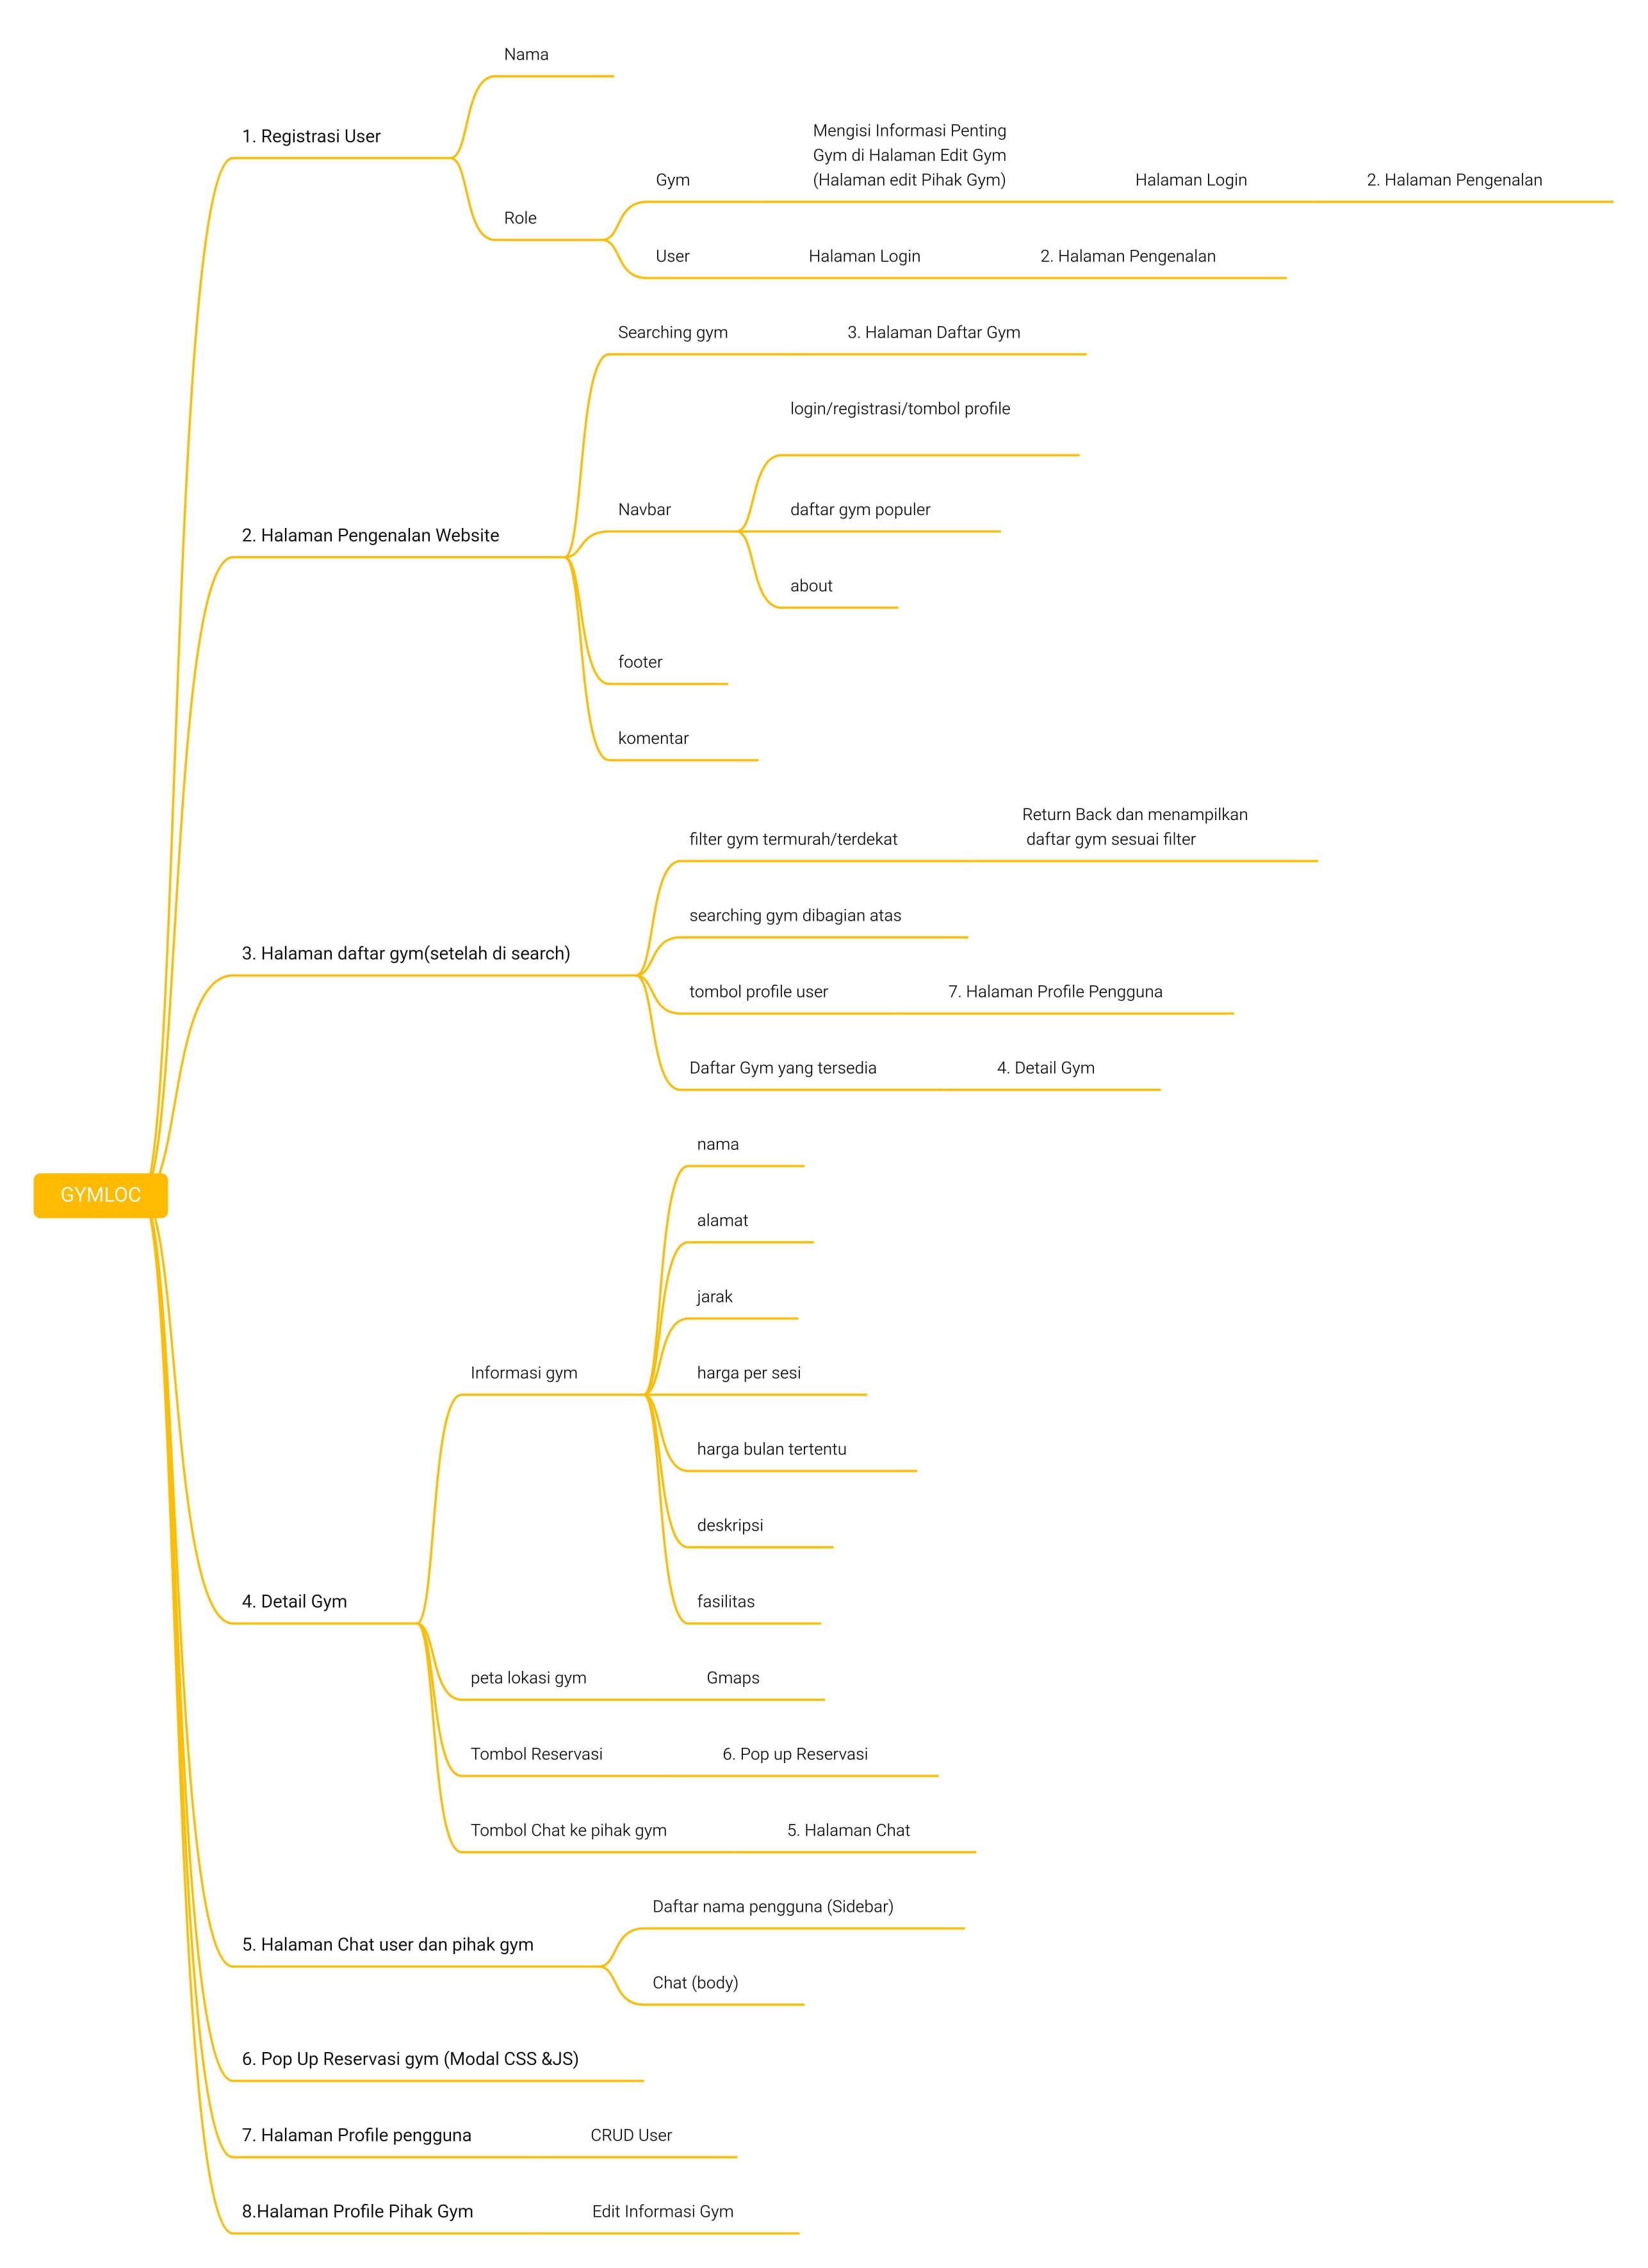 Nama
1. Registrasi User
Mengisi Informasi Penting
Gym di Halaman Edit Gym
Gym
(Halaman edit Pihak Gym)
Halaman Login
2. Halaman Pengenalan
Role
User
Halaman Login
2. Halaman Pengenalan
Searching gym
3. Halaman Daftar Gym
login/registrasi/tombol profile
Navbar
daftar gym populer
2. Halaman Pengenalan Website
about
footer
komentar
Return Back dan menampilkan
filter gym termurah/terdekat
daftar gym sesuai filter
searching gym dibagian atas
3. Halaman daftar gym(setelah di search)
tombol profile user
7. Halaman Profile Pengguna
Daftar Gym yang tersedia
4. Detail Gym
nama
GYMLOC
alamat
jarak
Informasi gym
harga per sesi
harga bulan tertentu
deskripsi
4. Detail Gym
fasilitas
peta lokasi gym
Gmaps
Tombol Reservasi
6. Pop up Reservasi
Tombol Chat ke pihak gym
5. Halaman Chat
Daftar nama pengguna (Sidebar)
5. Halaman Chat user dan pihak gym
Chat (body)
6. Pop Up Reservasi gym (Modal CSS &JS)
7. Halaman Profile pengguna
CRUD User
8.Halaman Profile Pihak Gym
Edit Informasi Gym